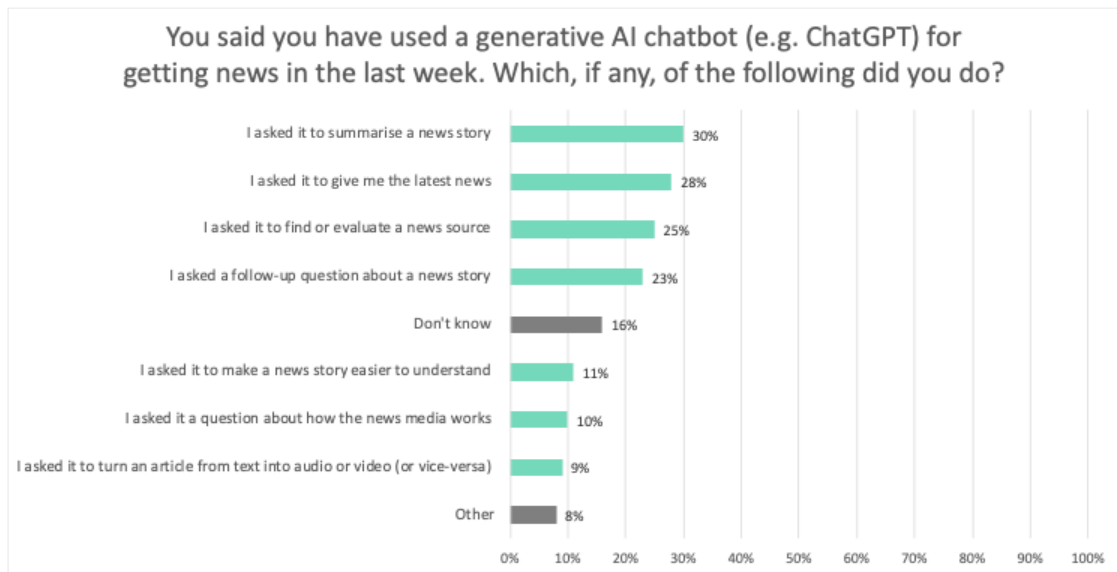 You said you have used a generative AI chatbot (e.g. ChatGPT) for
getting news in the last week. Which, if any, of the following did you do?
I asked it to summarise a news story 30%
I asked it to give me the latest news 28%
I asked it to find or evaluate a news source 25%
I asked a follow-up question about a news story 23%
Don't know 16%
I asked it to make a news story easier to understand 11%
I asked it a question about how the news media works 10%
I asked it to turn an article from text into audio or video (or vice-versa) 9%
Other 8%
0% 10% 20% 30% 40% 50% 60% 70% 80% 90% 100%